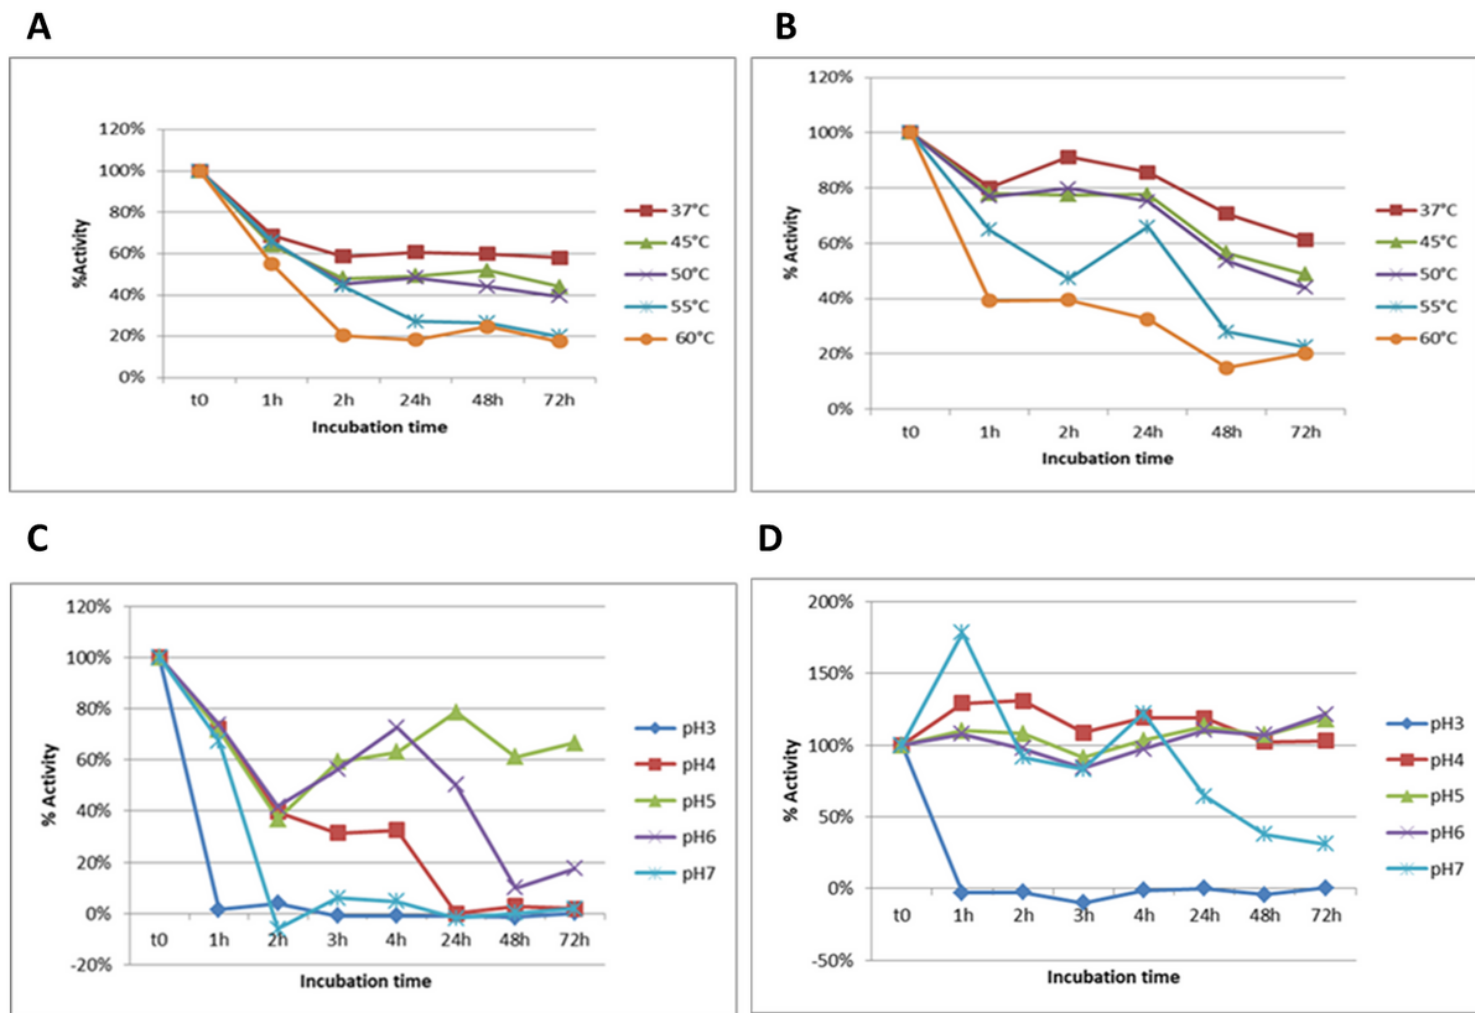 A
B
120%
100%
80%
60%
40%
20%
0%
%Activity
t0 1h 2h 24h 48h 72h
Incubation time
37°C
45°C
50°C
55°C
60°C
120%
100%
80%
60%
40%
20%
0%
% Activity
t0 1h 2h 24h 48h 72h
Incubation time
37°C
45°C
50°C
55°C
60°C
C
D
120%
100%
80%
60%
40%
20%
0%
-20%
% Activity
t0 1h 2h 3h 4h 24h 48h 72h
Incubation time
pH3
pH4
pH5
pH6
pH7
200%
150%
100%
50%
0%
-50%
% Activity
t0 1h 2h 3h 4h 24h 48h 72h
Incubation time
pH3
pH4
pH5
pH6
pH7